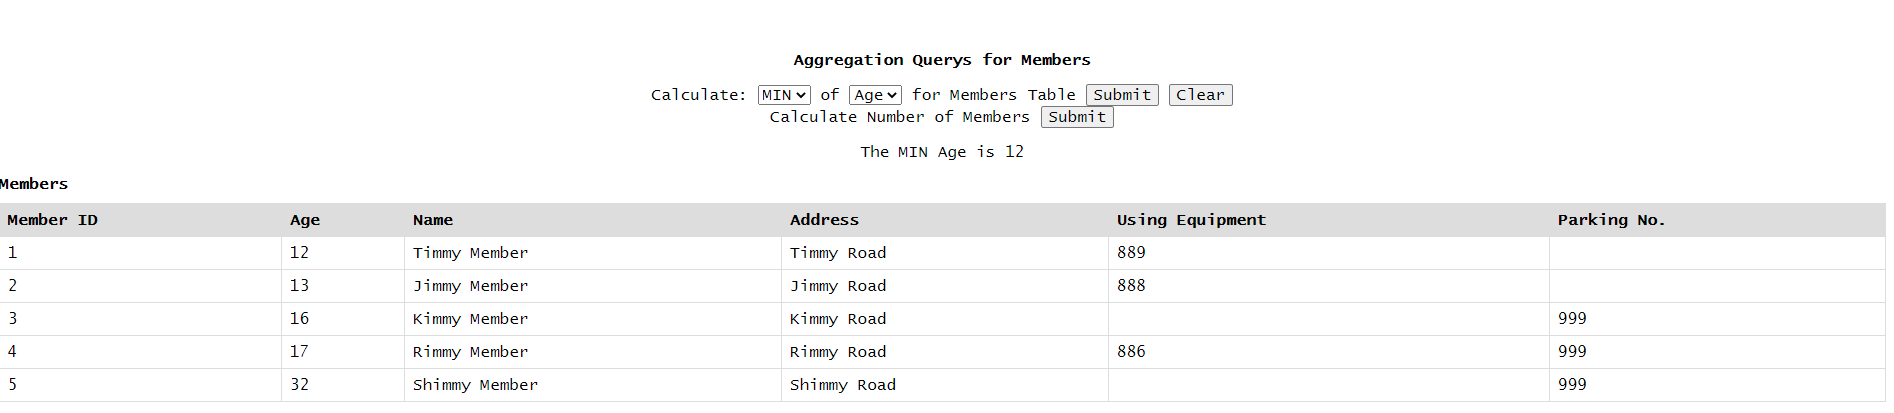 Aggregation Querys for Members
Calculate: MIN of Age for Members Table Submit Clear
Calculate Number of Members Submit
The MIN Age is 12
Members
Member ID Age Name Address Using Equipment Parking No.
1 12 Timmy Member Timmy Road 889
2 13 Jimmy Member Jimmy Road 888
3 16 Kimmy Member Kimmy Road 999
4 17 Rimmy Member Rimmy Road 886 999
5 32 Shimmy Member Shimmy Road 999